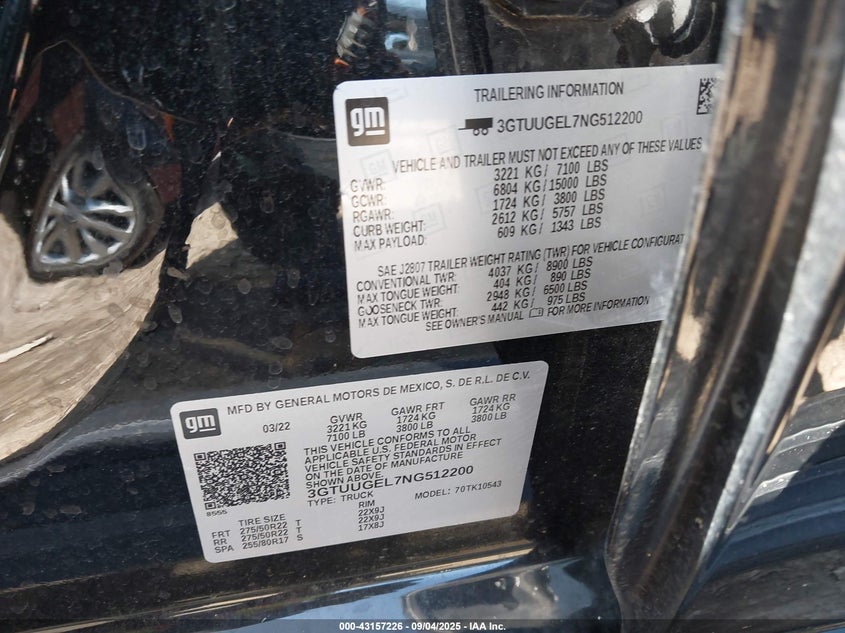 TRAILERING INFORMATION
gm
3GTUUGEL7NG512200
VEHICLE AND TRAILER MUST NOT EXCEED ANY OF THESE VALUES
GVWR: 3221 KG / 7100 LBS
GCWR: 6804 KG / 15000 LBS
RGAWR: 1724 KG / 3800 LBS
CURB WEIGHT: 2612 KG / 5757 LBS
MAX PAYLOAD: 609 KG / 1343 LBS
SAE J2807 TRAILER WEIGHT RATING (TWR) FOR VEHICLE CONFIGURAT
CONVENTIONAL TWR: 4037 KG / 8900 LBS
MAX TONGUE WEIGHT: 404 KG / 890 LBS
GOOSENECK TWR: 2948 KG / 6500 LBS
MAX TONGUE WEIGHT: 442 KG / 975 LBS
SEE OWNER'S MANUAL FOR MORE INFORMATION
gm
MFD BY GENERAL MOTORS DE MEXICO, S. DE R.L. DE C.V.
03/22 GVWR GAWR FRT GAWR RR
3221 KG 1724 KG 1724 KG
7100 LB 3800 LB 3800 LB
THIS VEHICLE CONFORMS TO ALL
APPLICABLE U.S. FEDERAL MOTOR
VEHICLE SAFETY STANDARDS IN EFFECT
ON THE DATE OF MANUFACTURE
SHOWN ABOVE.
3GTUUGEL7NG512200
TYPE: TRUCK MODEL: 70TK10543
8555
TIRE SIZE RIM
FRT 275/50R22 T 22X9J
RR 275/50R22 T 22X9J
SPA 255/80R17 S 17X8J
000-43157226 - 09/04/2025 - IAA Inc.